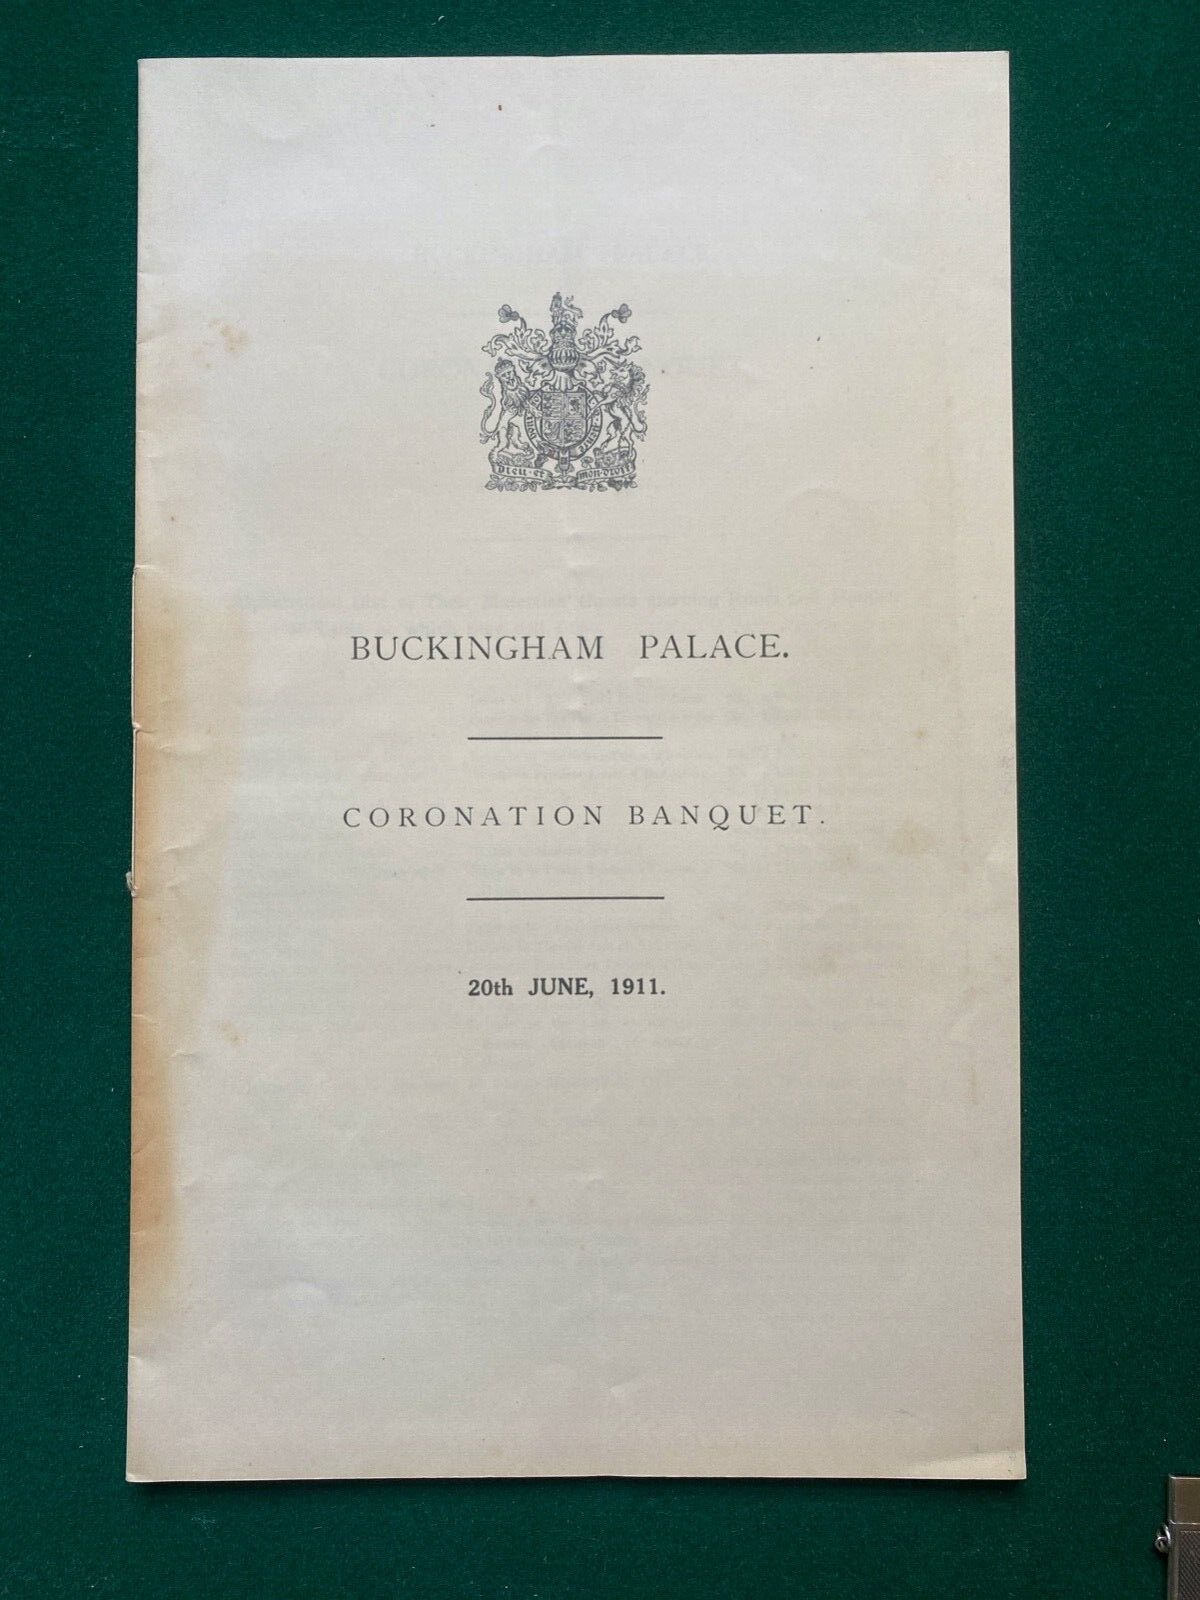 Dieu et mon droit
BUCKINGHAM PALACE.
CORONATION BANQUET.
20th JUNE, 1911.